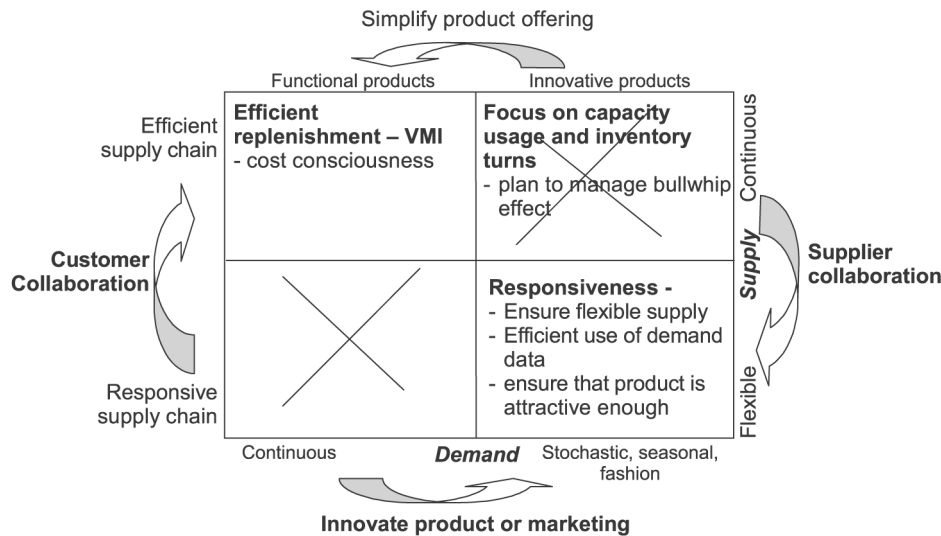 Simplify product offering
Functional products
Innovative products
Efficient
supply chain
Efficient
replenishment – VMI
- cost consciousness
Focus on capacity
usage and inventory
turns
- plan to manage bullwhip
effect
Continuous
Customer
Collaboration
Supply
Supplier
collaboration
Responsiveness -
- Ensure flexible supply
- Efficient use of demand
data
- ensure that product is
attractive enough
Responsive
supply chain
Flexible
Continuous
Demand
Stochastic, seasonal,
fashion
Innovate product or marketing